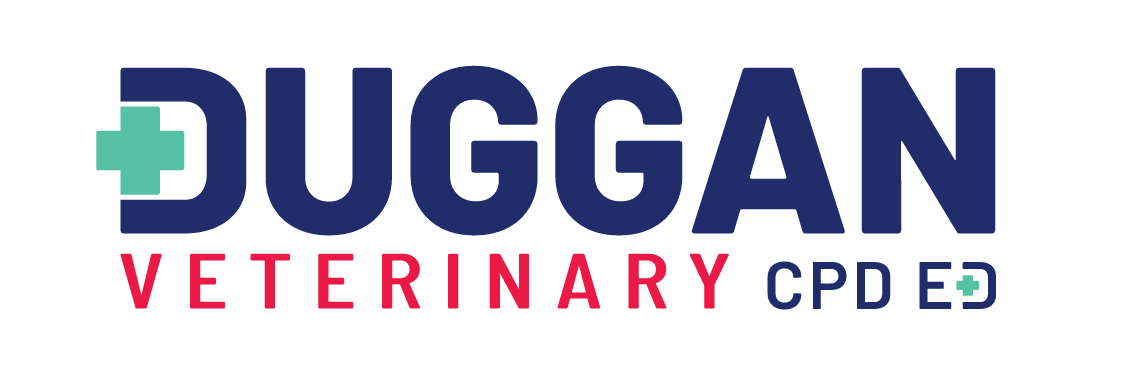 DUGGAN
VETERINARY CPD ED